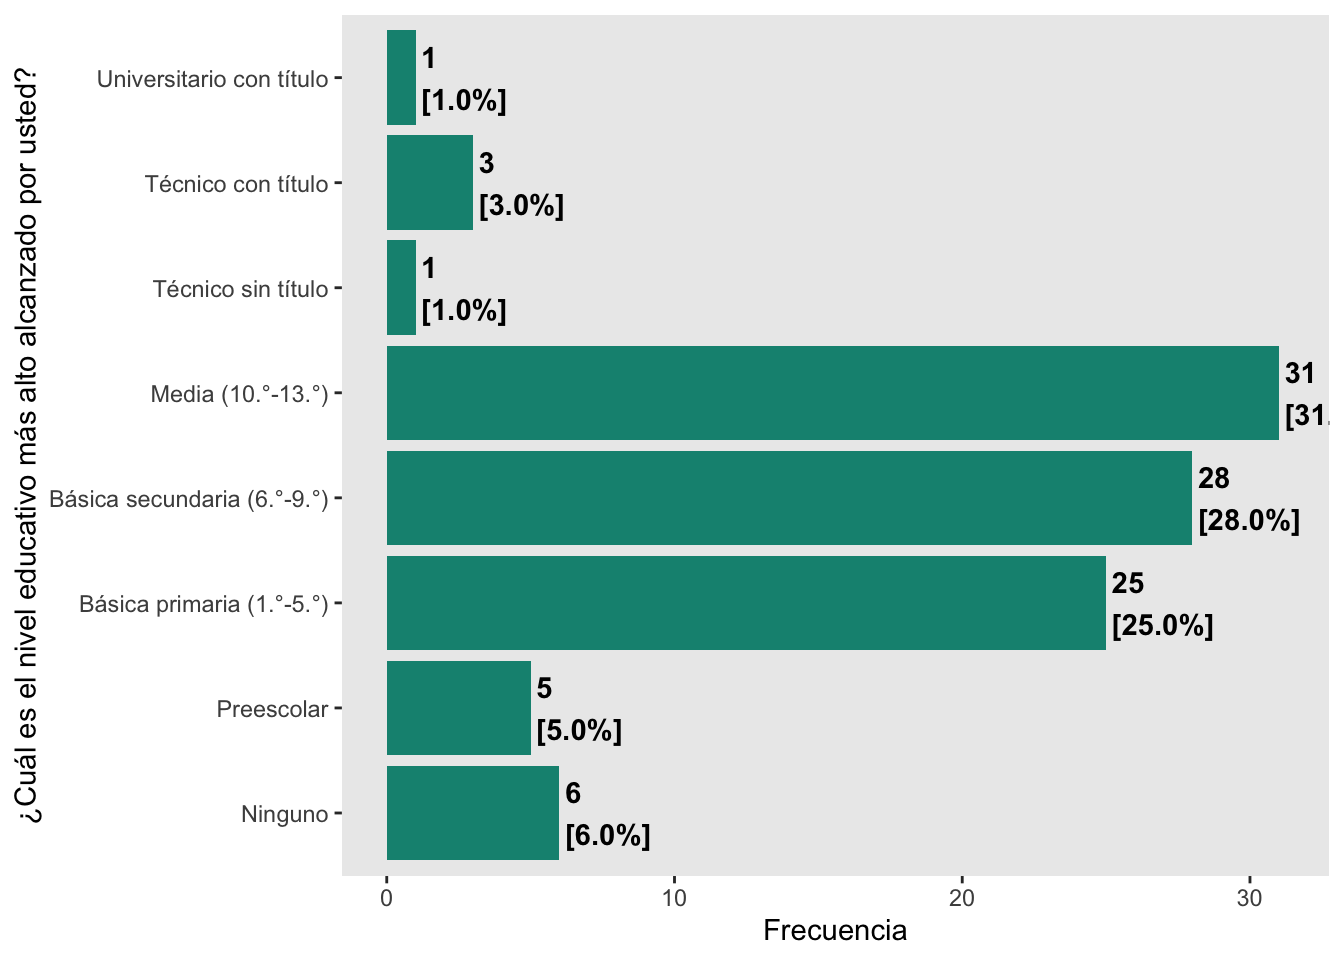 ¿Cuál es el nivel educativo más alto alcanzado por usted?
Universitario con título
1
[1.0%]
Técnico con título
3
[3.0%]
Técnico sin título
1
[1.0%]
Media (10.°-13.°)
31
[31.
Básica secundaria (6.°-9.°)
28
[28.0%]
Básica primaria (1.°-5.°)
25
[25.0%]
Preescolar
5
[5.0%]
Ninguno
6
[6.0%]
0 10 20 30
Frecuencia